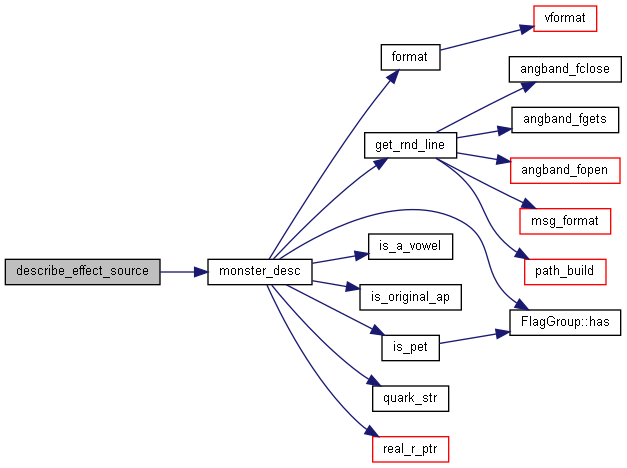 describe_effect_source
monster_desc
format
vformat
get_rnd_line
angband_fclose
angband_fgets
angband_fopen
msg_format
path_build
is_a_vowel
is_original_ap
is_pet
FlagGroup::has
quark_str
real_r_ptr